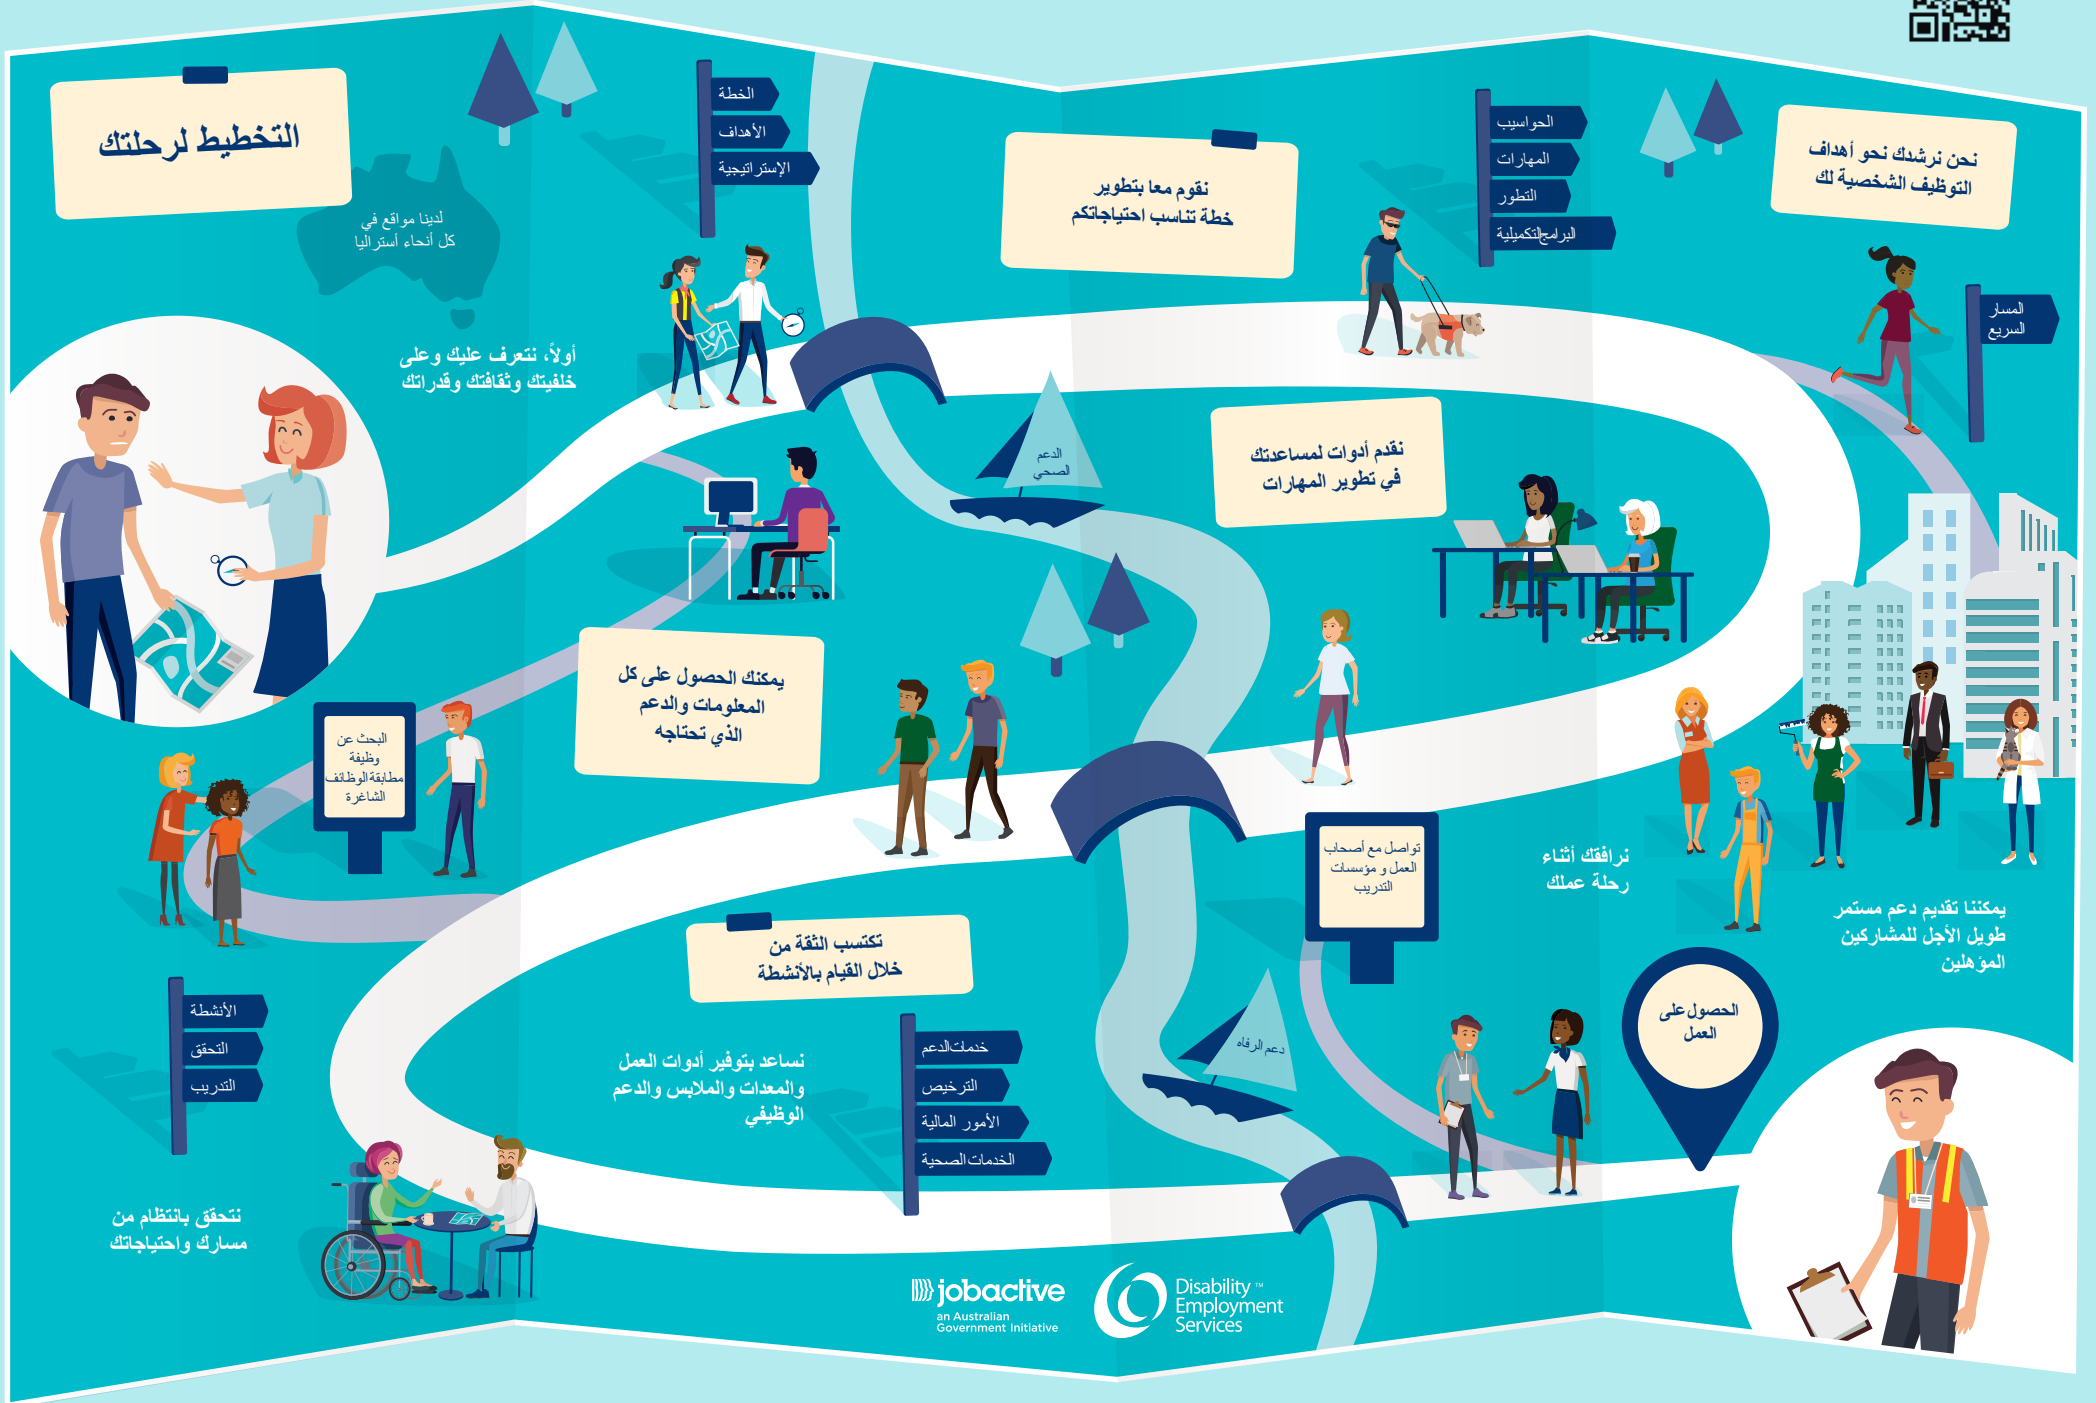 التخطيط لرحلتك
لدينا مواقع في
كل أنحاء أستراليا
أولاً، نتعرف عليك وعلى
خلفيتك وثقافتك وقدراتك
الخطة
الأهداف
الإستراتيجية
نقوم معا بتطوير
خطة تناسب احتياجاتكم
الحواسيب
المهارات
التطور
البرامج التكميلية
نحن نرشدك نحو أهداف
التوظيف الشخصية لك
المسار
السريع
الدعم
الصحي
نقدم أدوات لمساعدتك
في تطوير المهارات
يمكنك الحصول على كل
المعلومات والدعم
الذي تحتاجه
البحث عن
وظيفة
مطابقة الوظائف
الشاغرة
تواصل مع أصحاب
العمل و مؤسسات
التدريب
نرافقك أثناء
رحلة عملك
يمكننا تقديم دعم مستمر
طويل الأجل للمشاركين
المؤهلين
تكتسب الثقة من
خلال القيام بالأنشطة
الأنشطة
التحقق
التدريب
نساعد بتوفير أدوات العمل
والمعدات والملابس والدعم
الوظيفي
خدمات الدعم
الترخيص
الأمور المالية
الخدمات الصحية
دعم الرفاه
الحصول على
العمل
نتحقق بانتظام من
مسارك واحتياجاتك
jobactive
an Australian
Government Initiative
Disability ™
Employment
Services